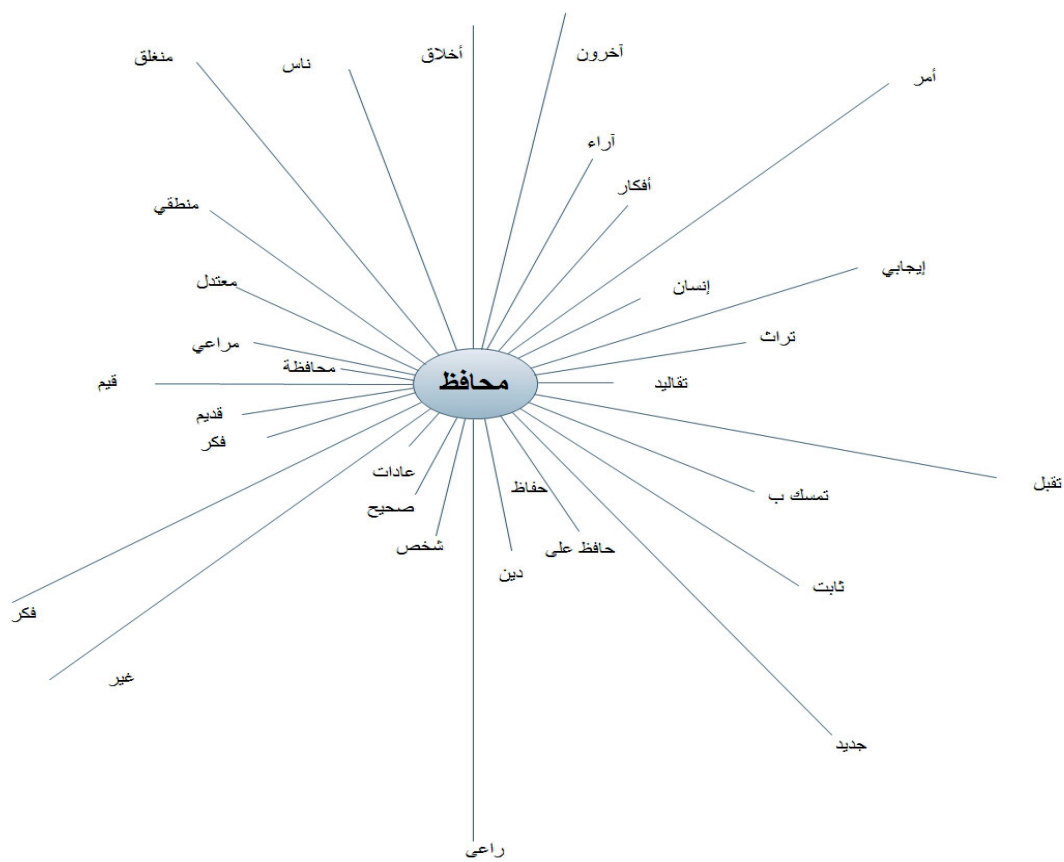 آخرون
أخلاق
ناس
منغلق
أمر
آراء
أفكار
منطقي
إيجابي
معتدل
إنسان
تراث
مراعي
محافظة
محافظ
تقاليد
قيم
قديم
فكر
عادات
تقبل
تمسك ب
حفاظ
صحيح
حافظ على
شخص
دين
ثابت
فكر
غير
جديد
راعى